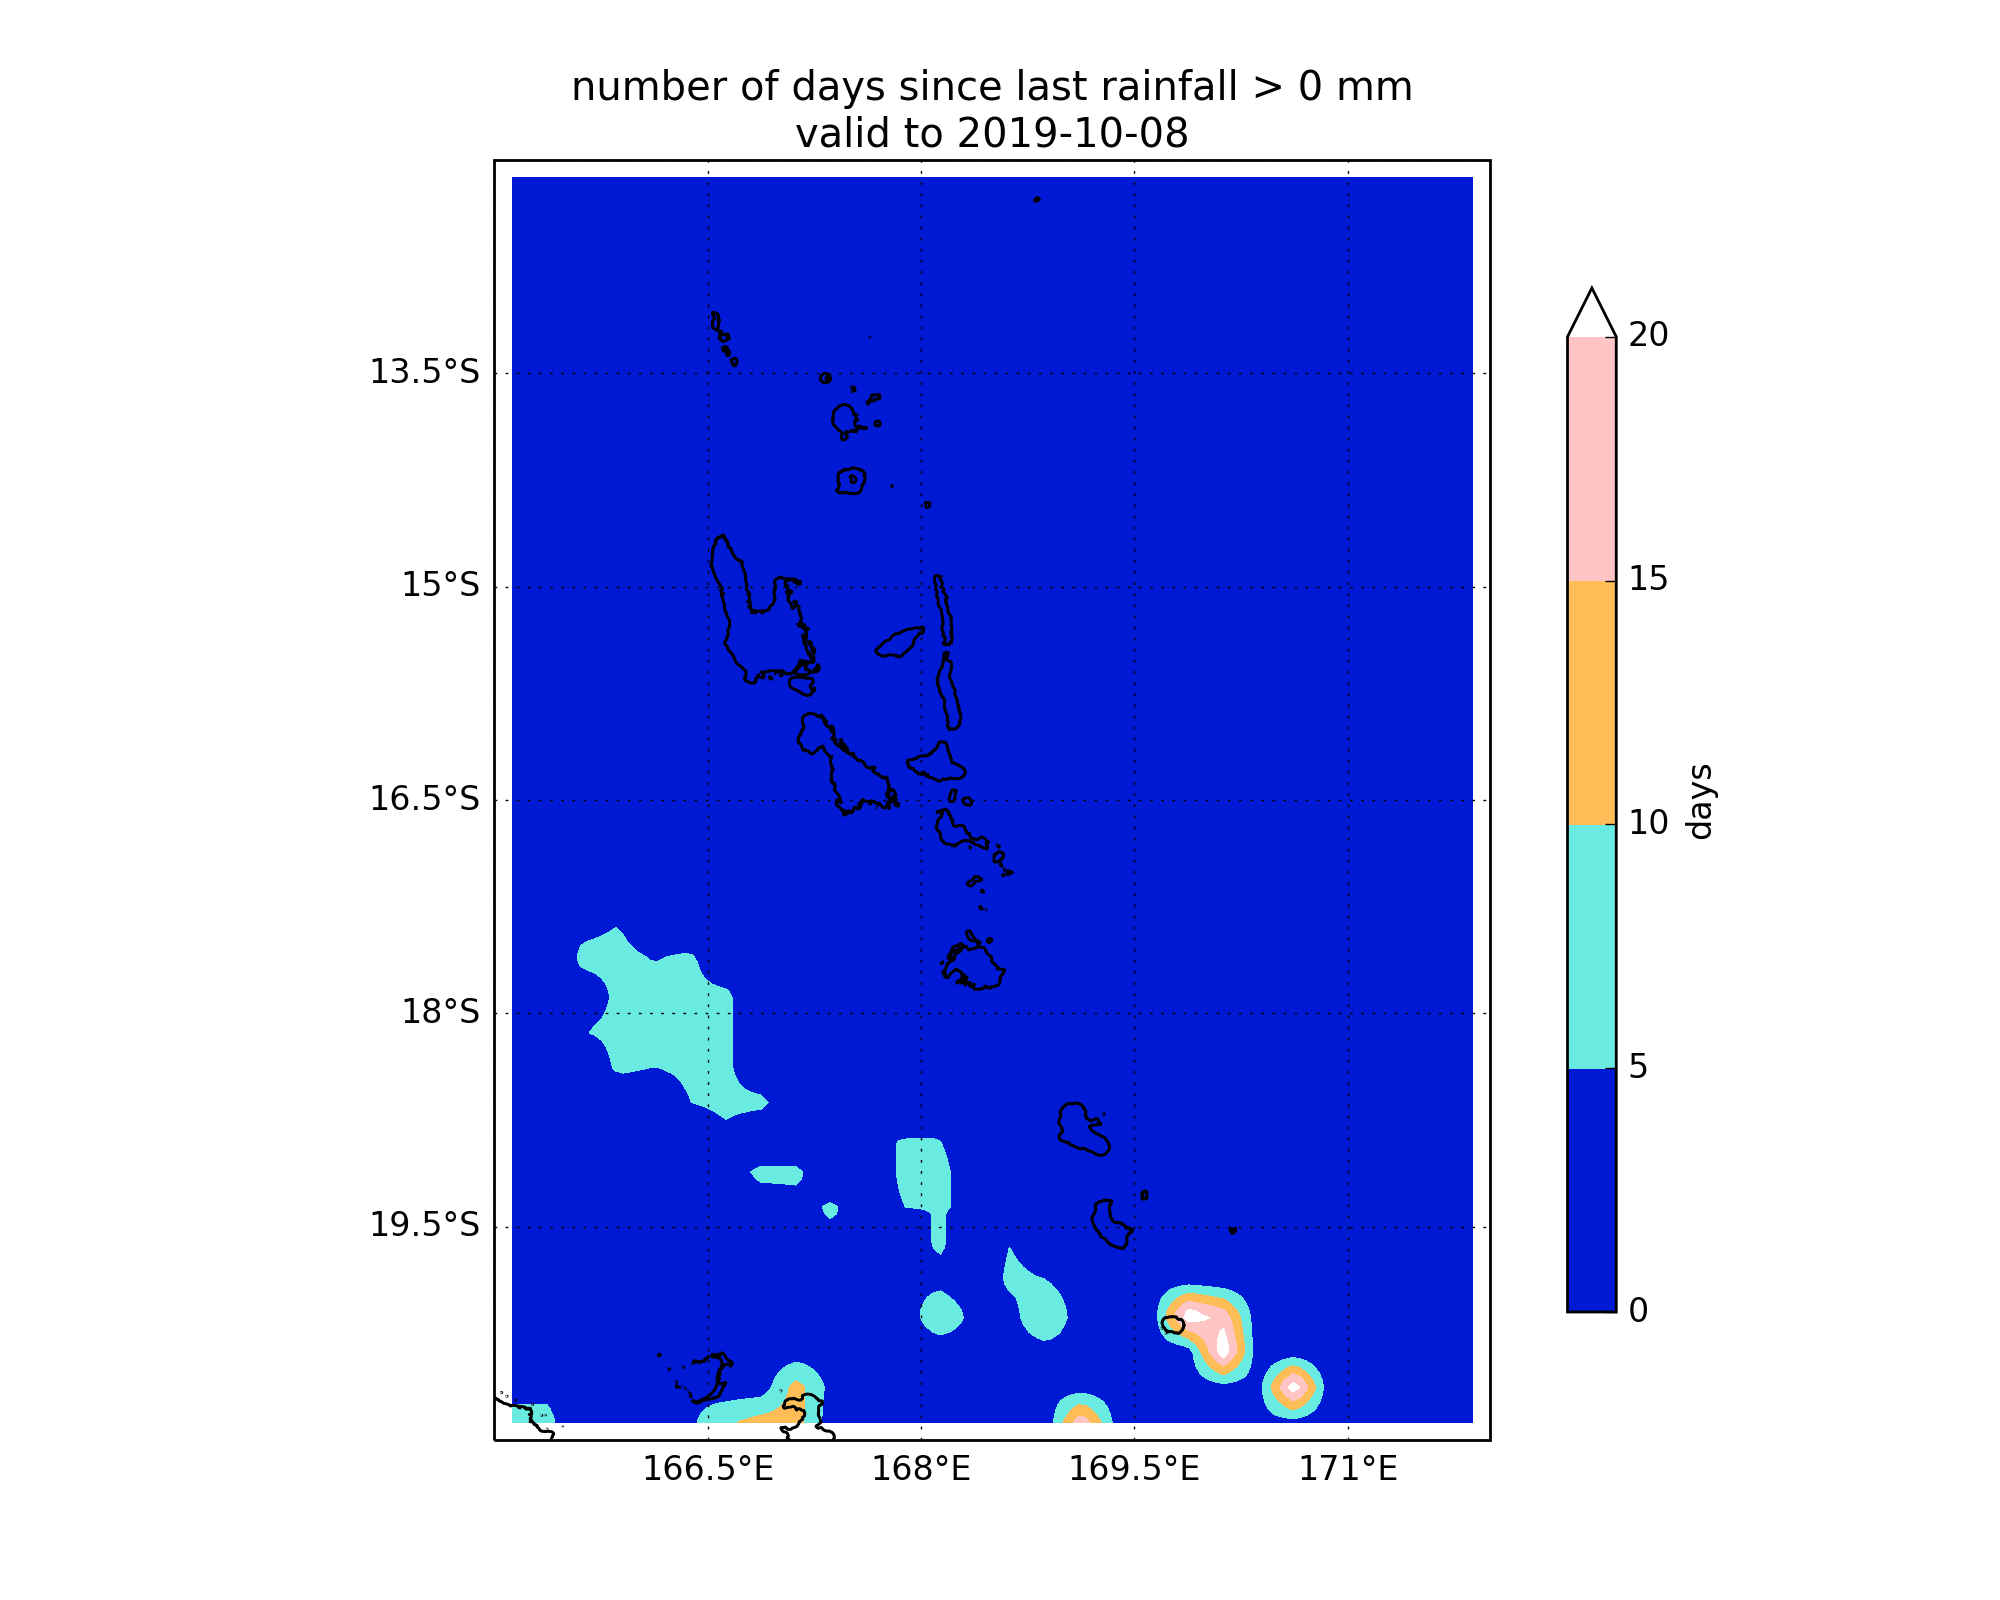 number of days since last rainfall > 0 mm
valid to 2019-10-08
13.5°S
15°S
16.5°S
18°S
19.5°S
166.5°E
168°E
169.5°E
171°E
20
15
10
5
0
days